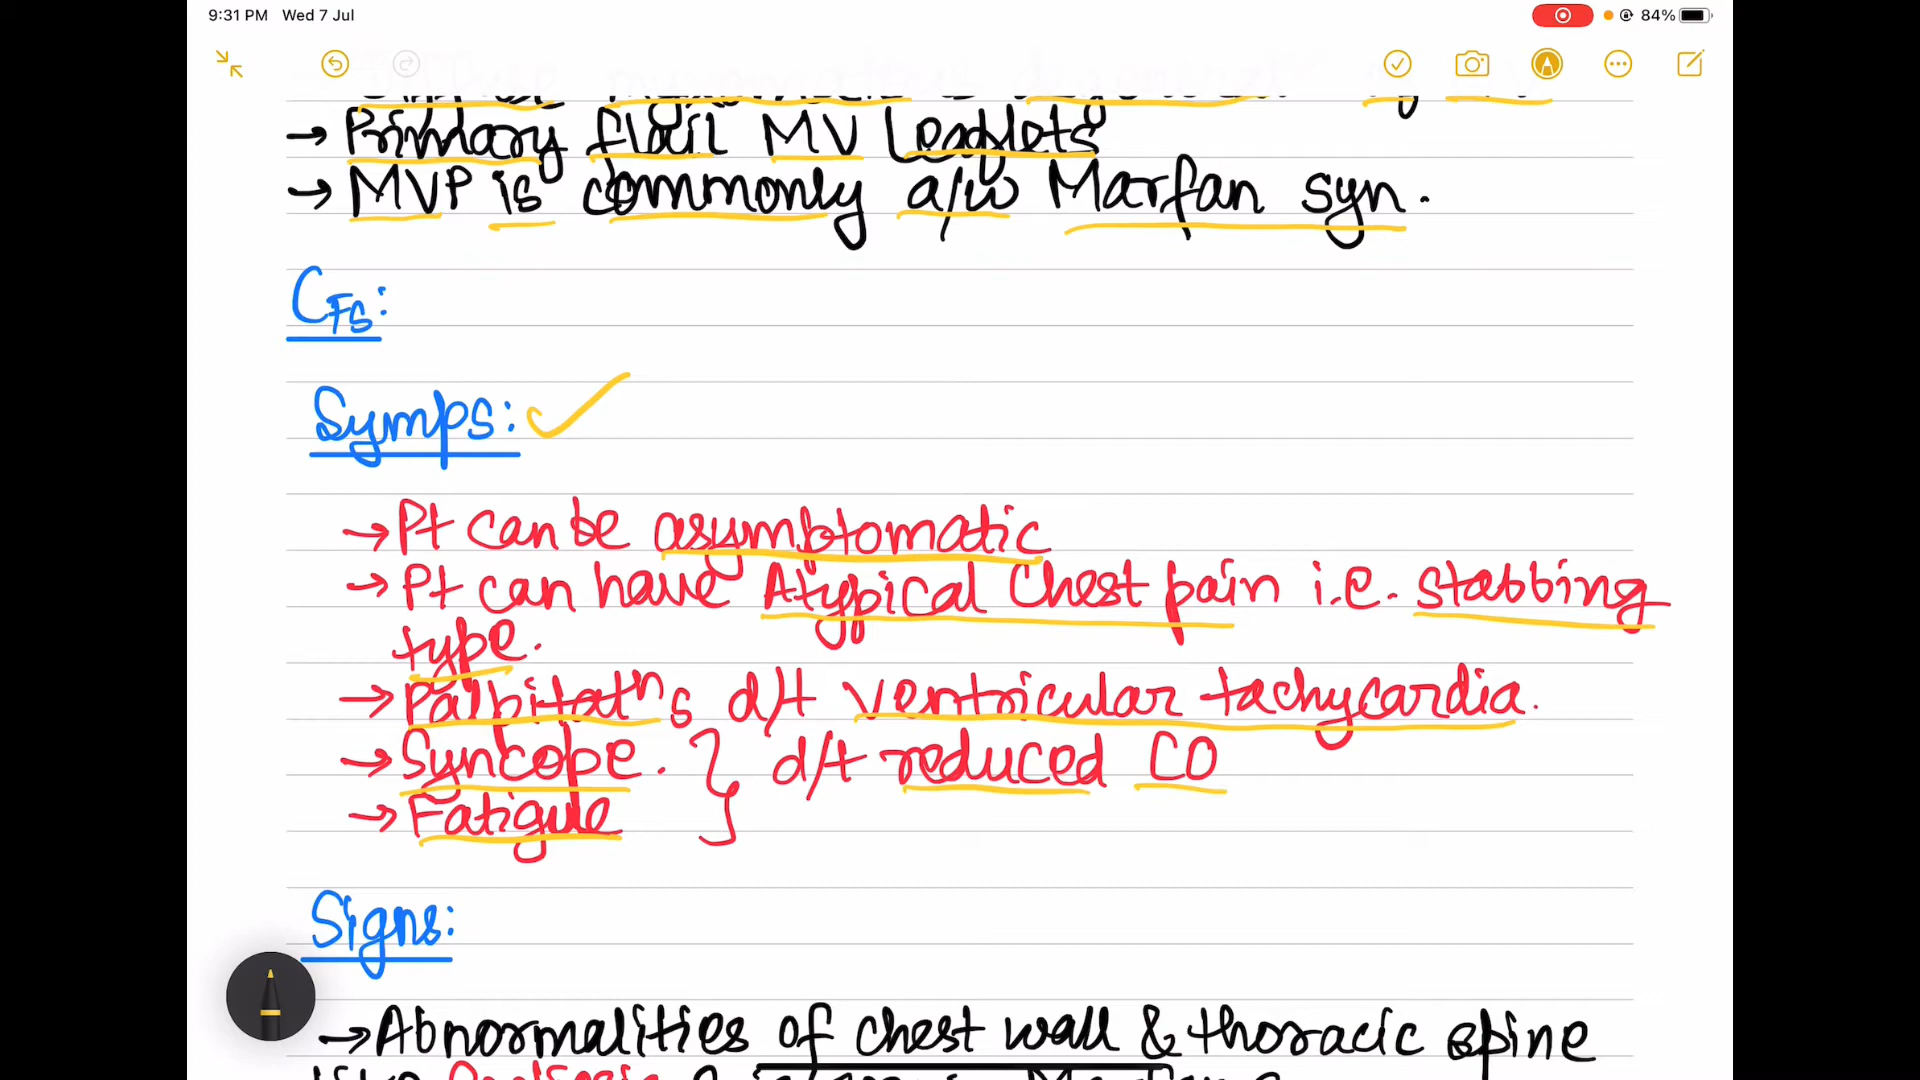 9:31 PM Wed 7 Jul 84%
→ Primary flail MV Leaflets
→ MVP is commonly a/w Marfan syn.
CFs:
Symps:
→ Pt can be asymptomatic
→ Pt can have Atypical Chest pain i.e. stabbing
type.
→ Palpitatⁿs d/t ventricular tachycardia.
→ Syncope. } d/t reduced CO
→ Fatigue
Signs:
→ Abnormalities of chest wall & thoracic spine